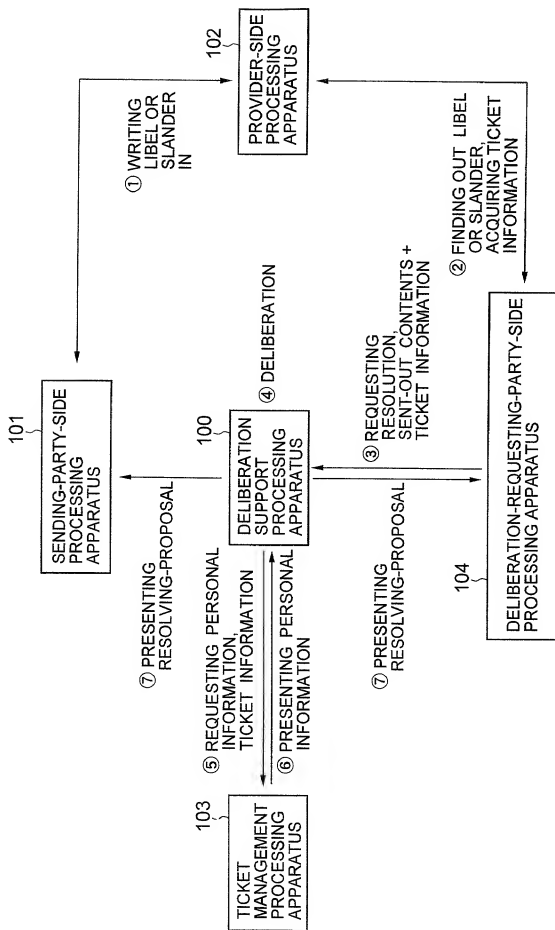 101
SENDING-PARTY-SIDE
PROCESSING
APPARATUS
① WRITING
LIBEL OR
SLANDER
IN
102
PROVIDER-SIDE
PROCESSING
APPARATUS
⑦ PRESENTING
RESOLVING-PROPOSAL
100
DELIBERATION
SUPPORT
PROCESSING
APPARATUS
④ DELIBERATION
⑤ REQUESTING PERSONAL
INFORMATION,
TICKET INFORMATION
⑥ PRESENTING PERSONAL
INFORMATION
103
TICKET
MANAGEMENT
PROCESSING
APPARATUS
③ REQUESTING
RESOLUTION,
SENT-OUT CONTENTS +
TICKET INFORMATION
② FINDING OUT LIBEL
OR SLANDER,
ACQUIRING TICKET
INFORMATION
⑦ PRESENTING
RESOLVING-PROPOSAL
104
DELIBERATION-REQUESTING-PARTY-SIDE
PROCESSING APPARATUS